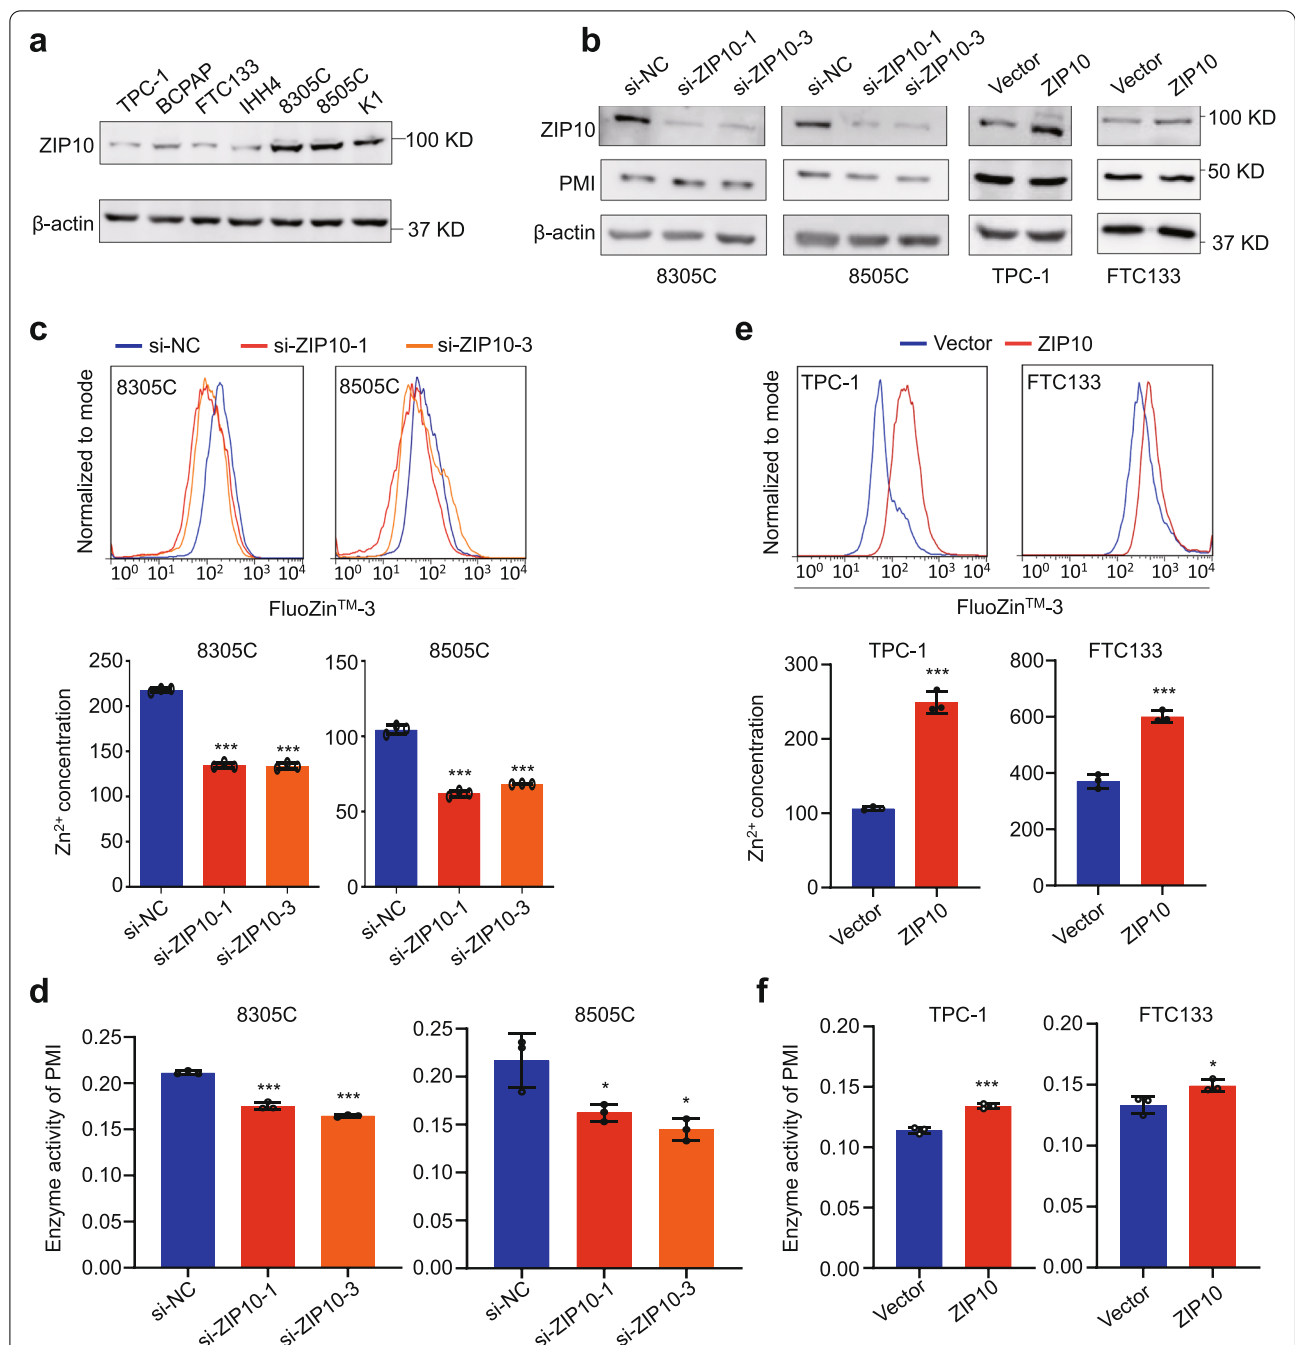 a
TPC-1 BCPAP FTC133 IHH4 8305C 8505C K1
ZIP10 100 KD
β-actin 37 KD
b
si-NC si-ZIP10-1 si-ZIP10-3 si-NC si-ZIP10-1 si-ZIP10-3 Vector ZIP10 Vector ZIP10
ZIP10 100 KD
PMI 50 KD
β-actin 37 KD
8305C 8505C TPC-1 FTC133
c
si-NC si-ZIP10-1 si-ZIP10-3
Normalized to mode
8305C 8505C
10⁰ 10¹ 10² 10³ 10⁴ 10⁰ 10¹ 10² 10³ 10⁴
FluoZin™-3
Zn²⁺ concentration
8305C
250
200
150
100
50
0
*** ***
si-NC si-ZIP10-1 si-ZIP10-3
8505C
150
100
50
0
*** ***
si-NC si-ZIP10-1 si-ZIP10-3
d
Enzyme activity of PMI
8305C
0.25
0.20
0.15
0.10
0.05
0.00
*** ***
si-NC si-ZIP10-1 si-ZIP10-3
8505C
0.25
0.20
0.15
0.10
0.05
0.00
* *
si-NC si-ZIP10-1 si-ZIP10-3
e
Vector ZIP10
Normalized to mode
TPC-1 FTC133
10⁰ 10¹ 10² 10³ 10⁴ 10⁰ 10¹ 10² 10³ 10⁴
FluoZin™-3
Zn²⁺ concentration
TPC-1
300
200
100
0
***
Vector ZIP10
FTC133
800
600
400
200
0
***
Vector ZIP10
f
Enzyme activity of PMI
TPC-1
0.20
0.15
0.10
0.05
0.00
***
Vector ZIP10
FTC133
0.20
0.15
0.10
0.05
0.00
*
Vector ZIP10